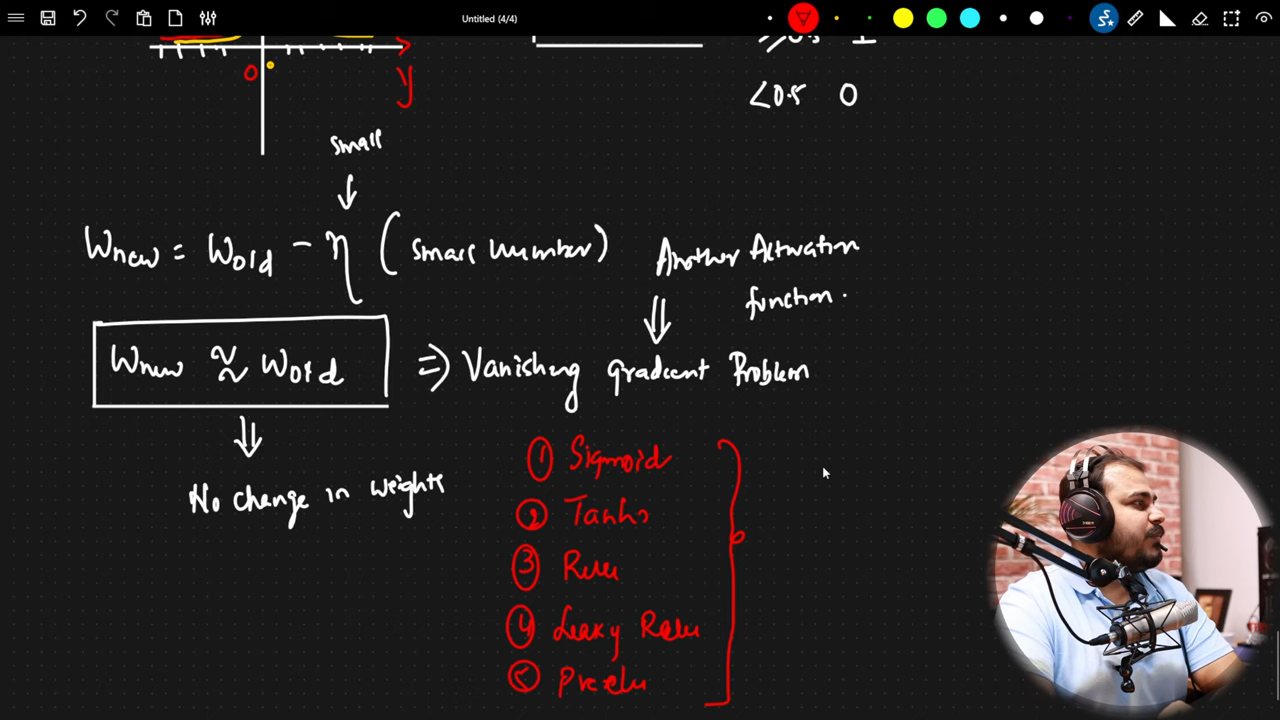 Untitled (4/4)
0
y
<0.5 0
Small
Wnew = Wold - η (Small Number)
Another Activation
function.
Wnew ≈ Wold ⇒ Vanishing gradient Problem
No change in weights
① Sigmoid
② Tanh
③ Relu
④ Leaky Relu
⑤ Prelu